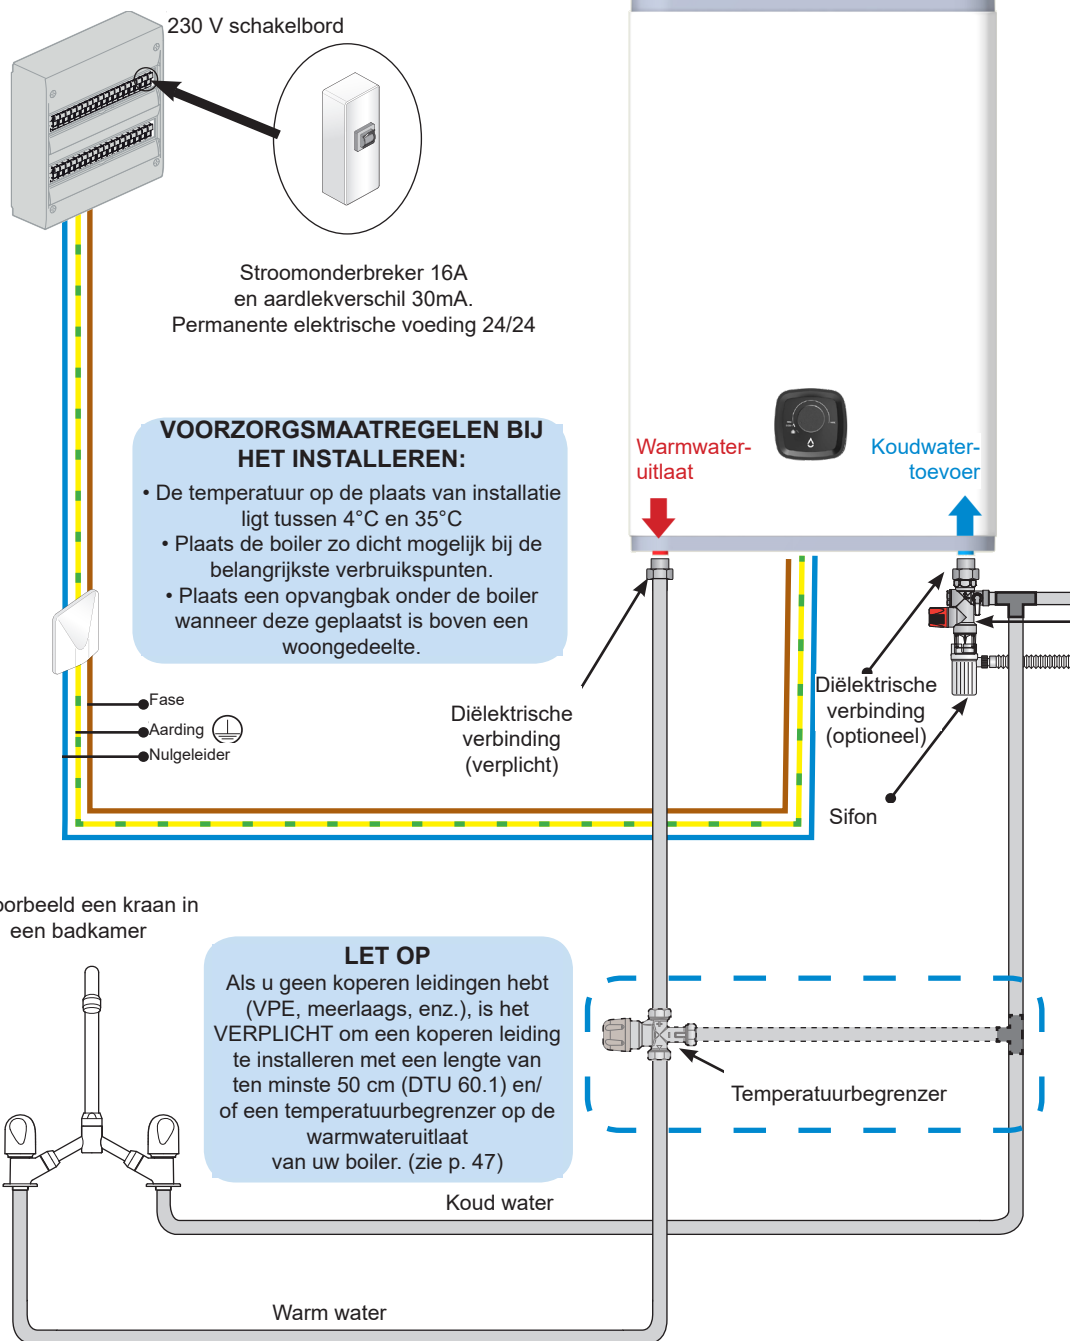 230 V schakelbord
Stroomonderbreker 16A
en aardlekverschil 30mA.
Permanente elektrische voeding 24/24
VOORZORGSMAATREGELEN BIJ
HET INSTALLEREN:
• De temperatuur op de plaats van installatie
ligt tussen 4°C en 35°C
• Plaats de boiler zo dicht mogelijk bij de
belangrijkste verbruikspunten.
• Plaats een opvangbak onder de boiler
wanneer deze geplaatst is boven een
woongedeelte.
Warmwater-
uitlaat
Koudwater-
toevoer
Fase
Aarding
Nulgeleider
Diëlektrische
verbinding
(verplicht)
Diëlektrische
verbinding
(optioneel)
Sifon
oorbeeld een kraan in
een badkamer
LET OP
Als u geen koperen leidingen hebt
(VPE, meerlaags, enz.), is het
VERPLICHT om een koperen leiding
te installeren met een lengte van
ten minste 50 cm (DTU 60.1) en/
of een temperatuurbegrenzer op de
warmwateruitlaat
van uw boiler. (zie p. 47)
Temperatuurbegrenzer
Koud water
Warm water